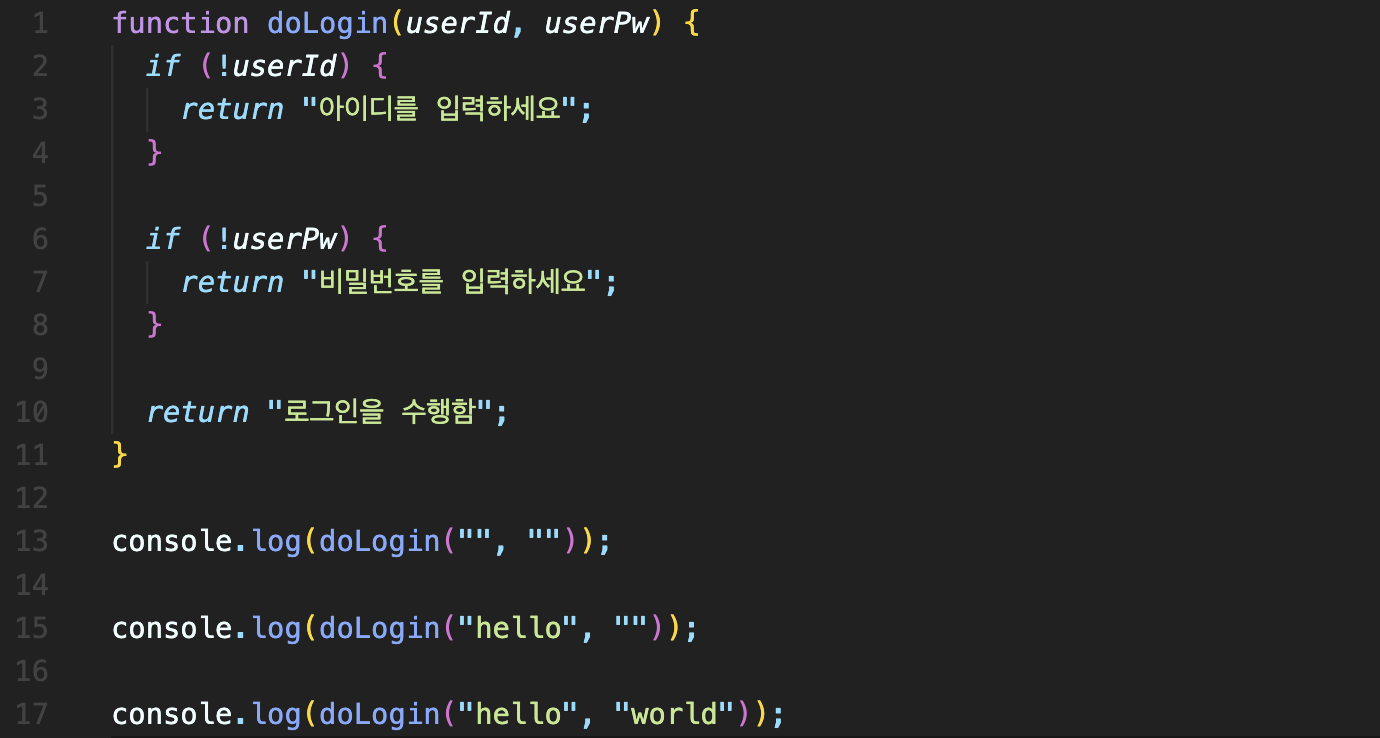 1 function doLogin(userId, userPw) {
2 if (!userId) {
3 return "아이디를 입력하세요";
4 }
5
6 if (!userPw) {
7 return "비밀번호를 입력하세요";
8 }
9
10 return "로그인을 수행함";
11 }
12
13 console.log(doLogin("", ""));
14
15 console.log(doLogin("hello", ""));
16
17 console.log(doLogin("hello", "world"));